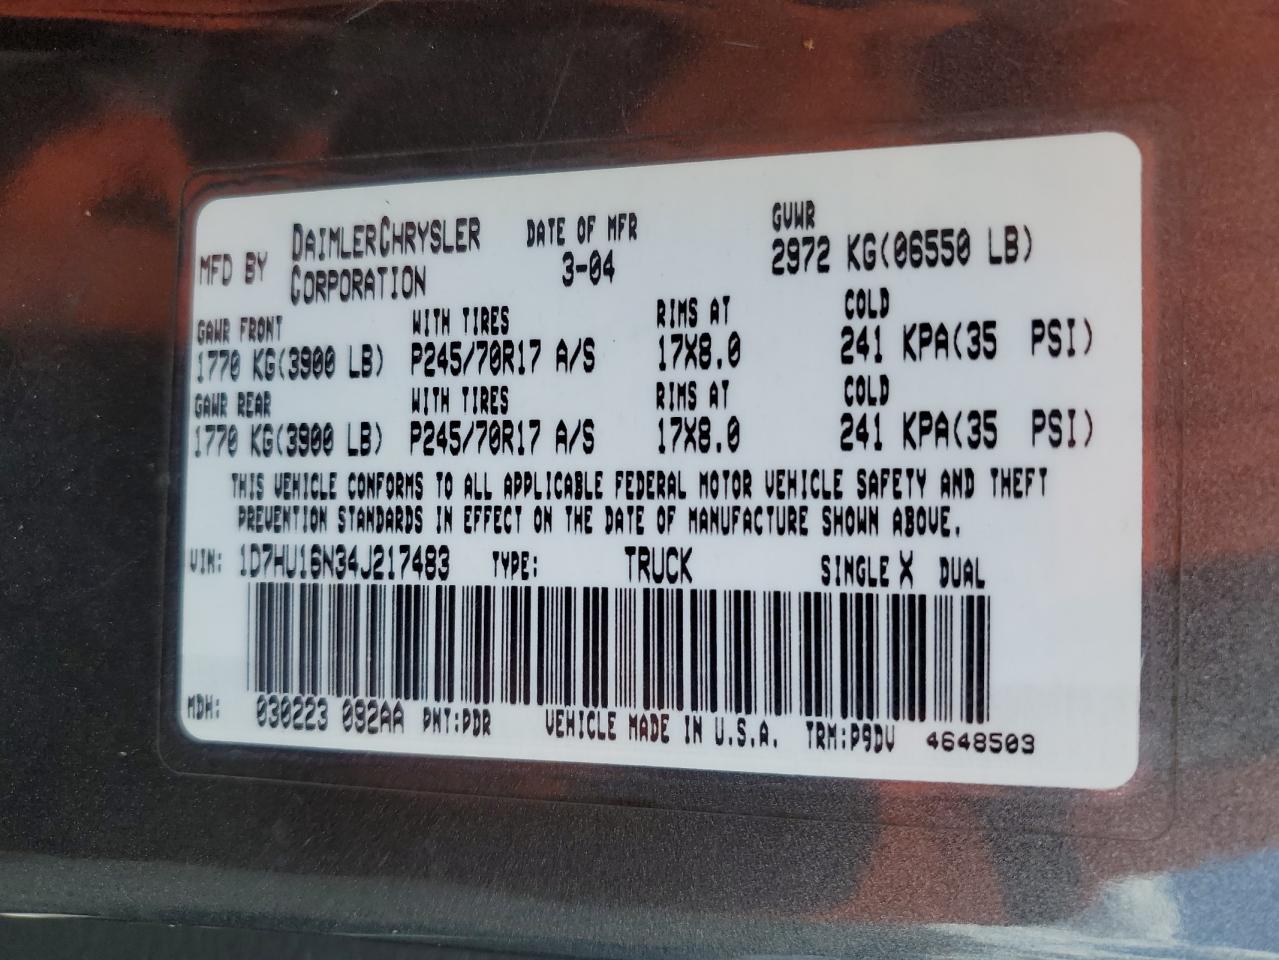 MFD BY DAIMLERCHRYSLER CORPORATION DATE OF MFR 3-04 GVWR 2972 KG(06550 LB)
GAWR FRONT WITH TIRES RIMS AT COLD
1770 KG(3900 LB) P245/70R17 A/S 17X8.0 241 KPA(35 PSI)
GAWR REAR WITH TIRES RIMS AT COLD
1770 KG(3900 LB) P245/70R17 A/S 17X8.0 241 KPA(35 PSI)
THIS VEHICLE CONFORMS TO ALL APPLICABLE FEDERAL MOTOR VEHICLE SAFETY AND THEFT
PREVENTION STANDARDS IN EFFECT ON THE DATE OF MANUFACTURE SHOWN ABOVE.
VIN: 1D7HU16N34J217483 TYPE: TRUCK SINGLE X DUAL
MDH: 030223 092AA PNT:PDR VEHICLE MADE IN U.S.A. TRM:P9DV 4648503